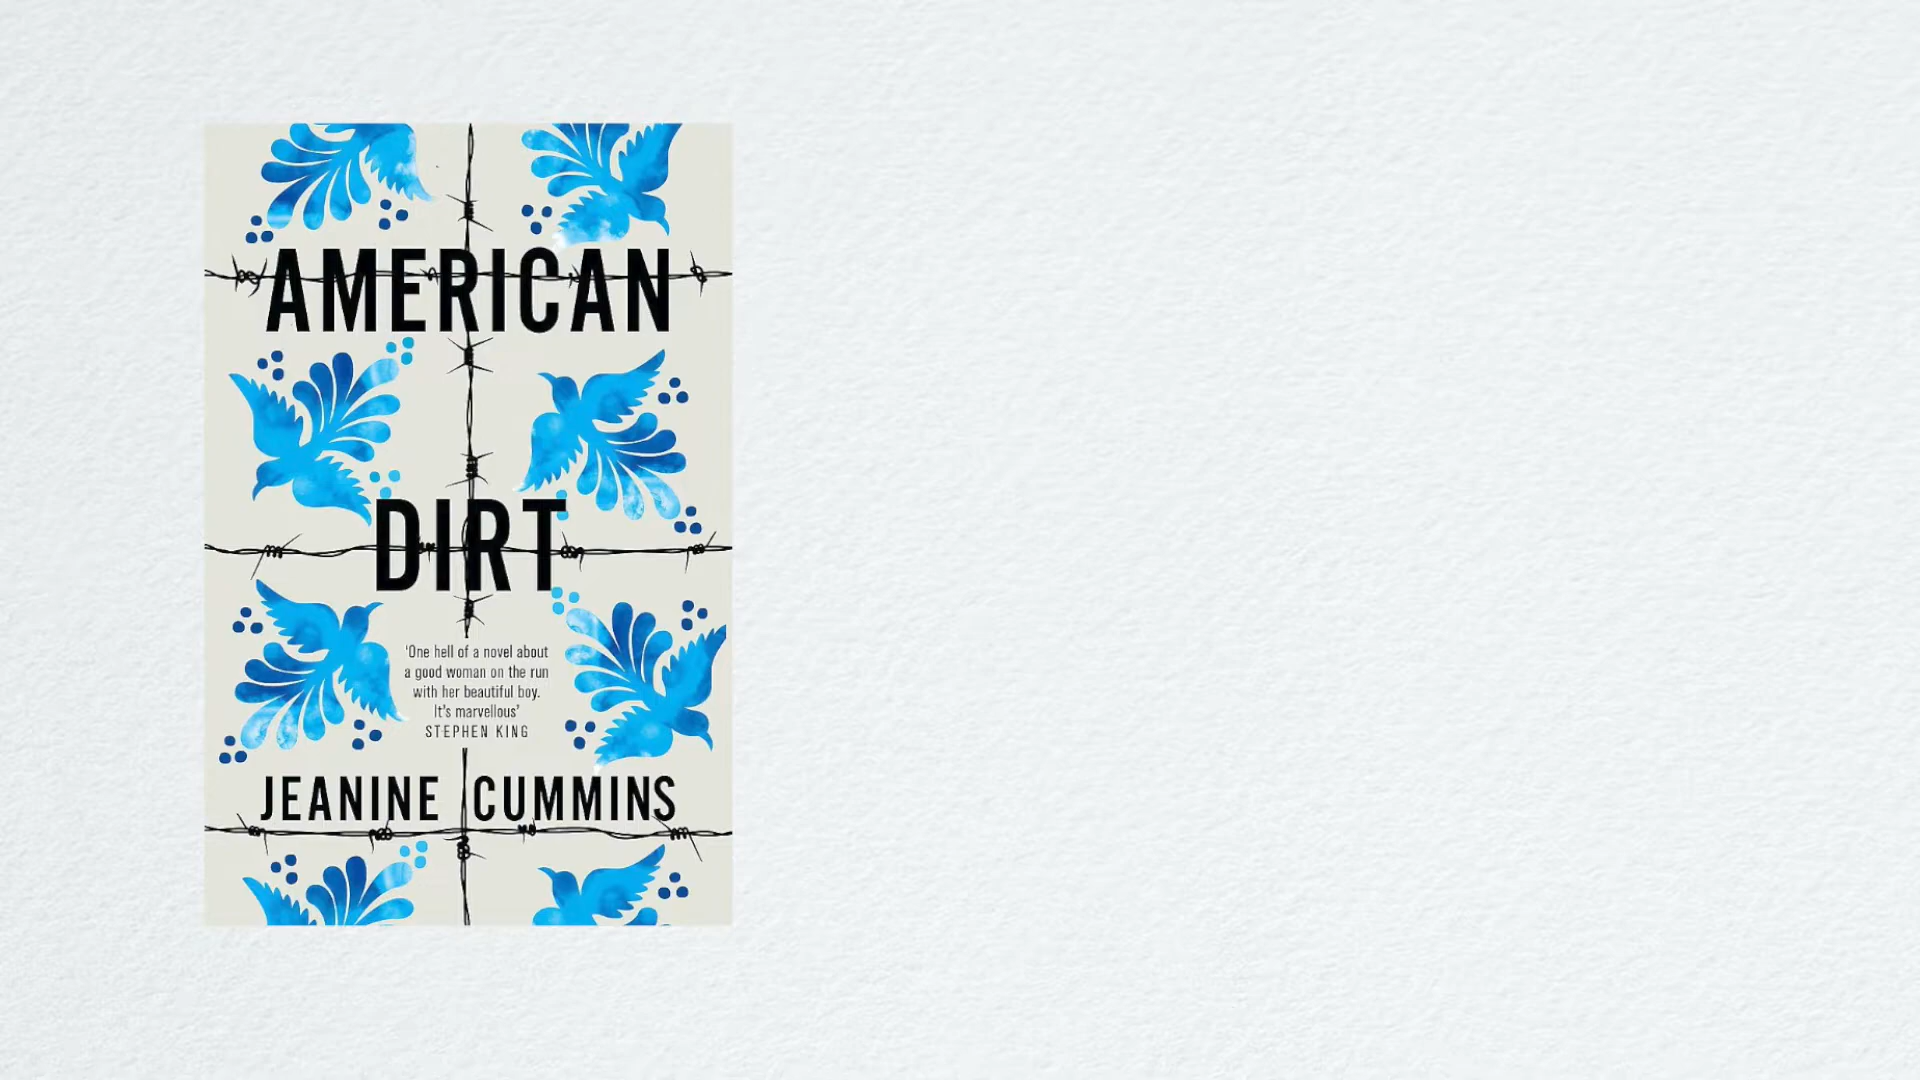 AMERICAN
DIRT
'One hell of a novel about
a good woman on the run
with her beautiful boy.
It's marvellous'
STEPHEN KING
JEANINE CUMMINS